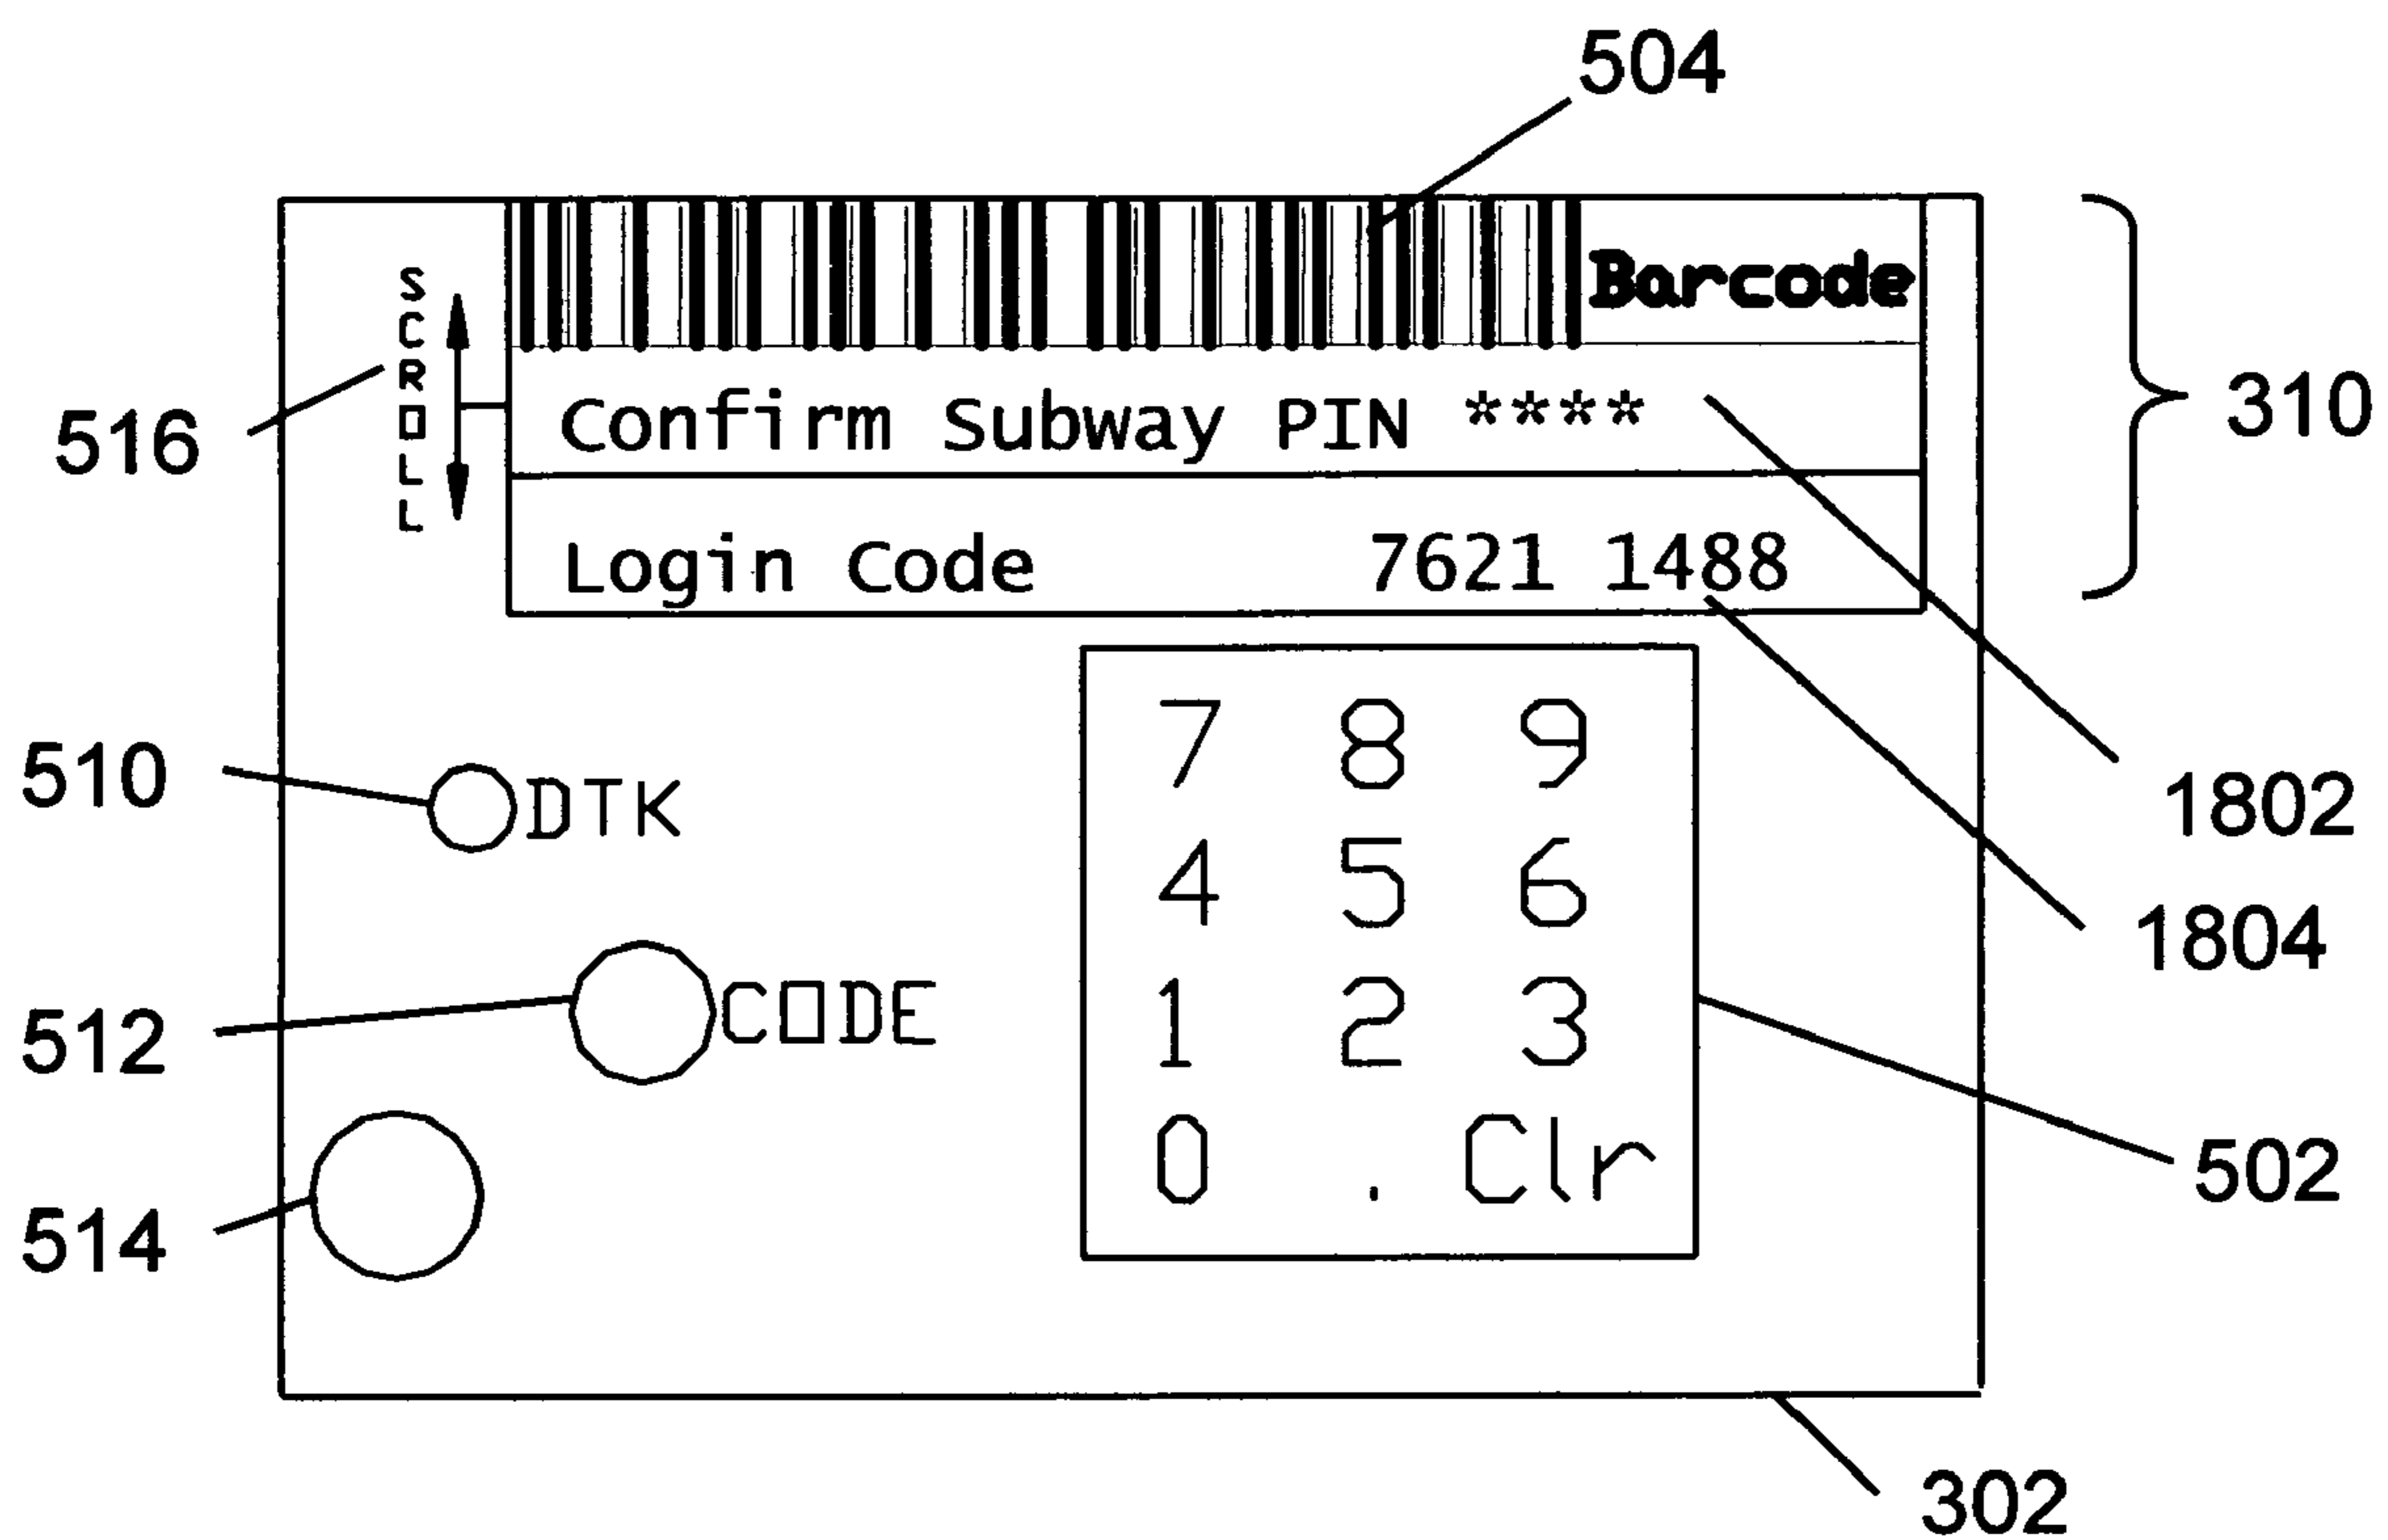 504
Barcode
SCROLL
310
516
Confirm Subway PIN ****
Login Code 7621 1488
7 8 9
510
DTK
1802
4 5 6
1804
512
CODE
1 2 3
0 . Clr
502
514
302